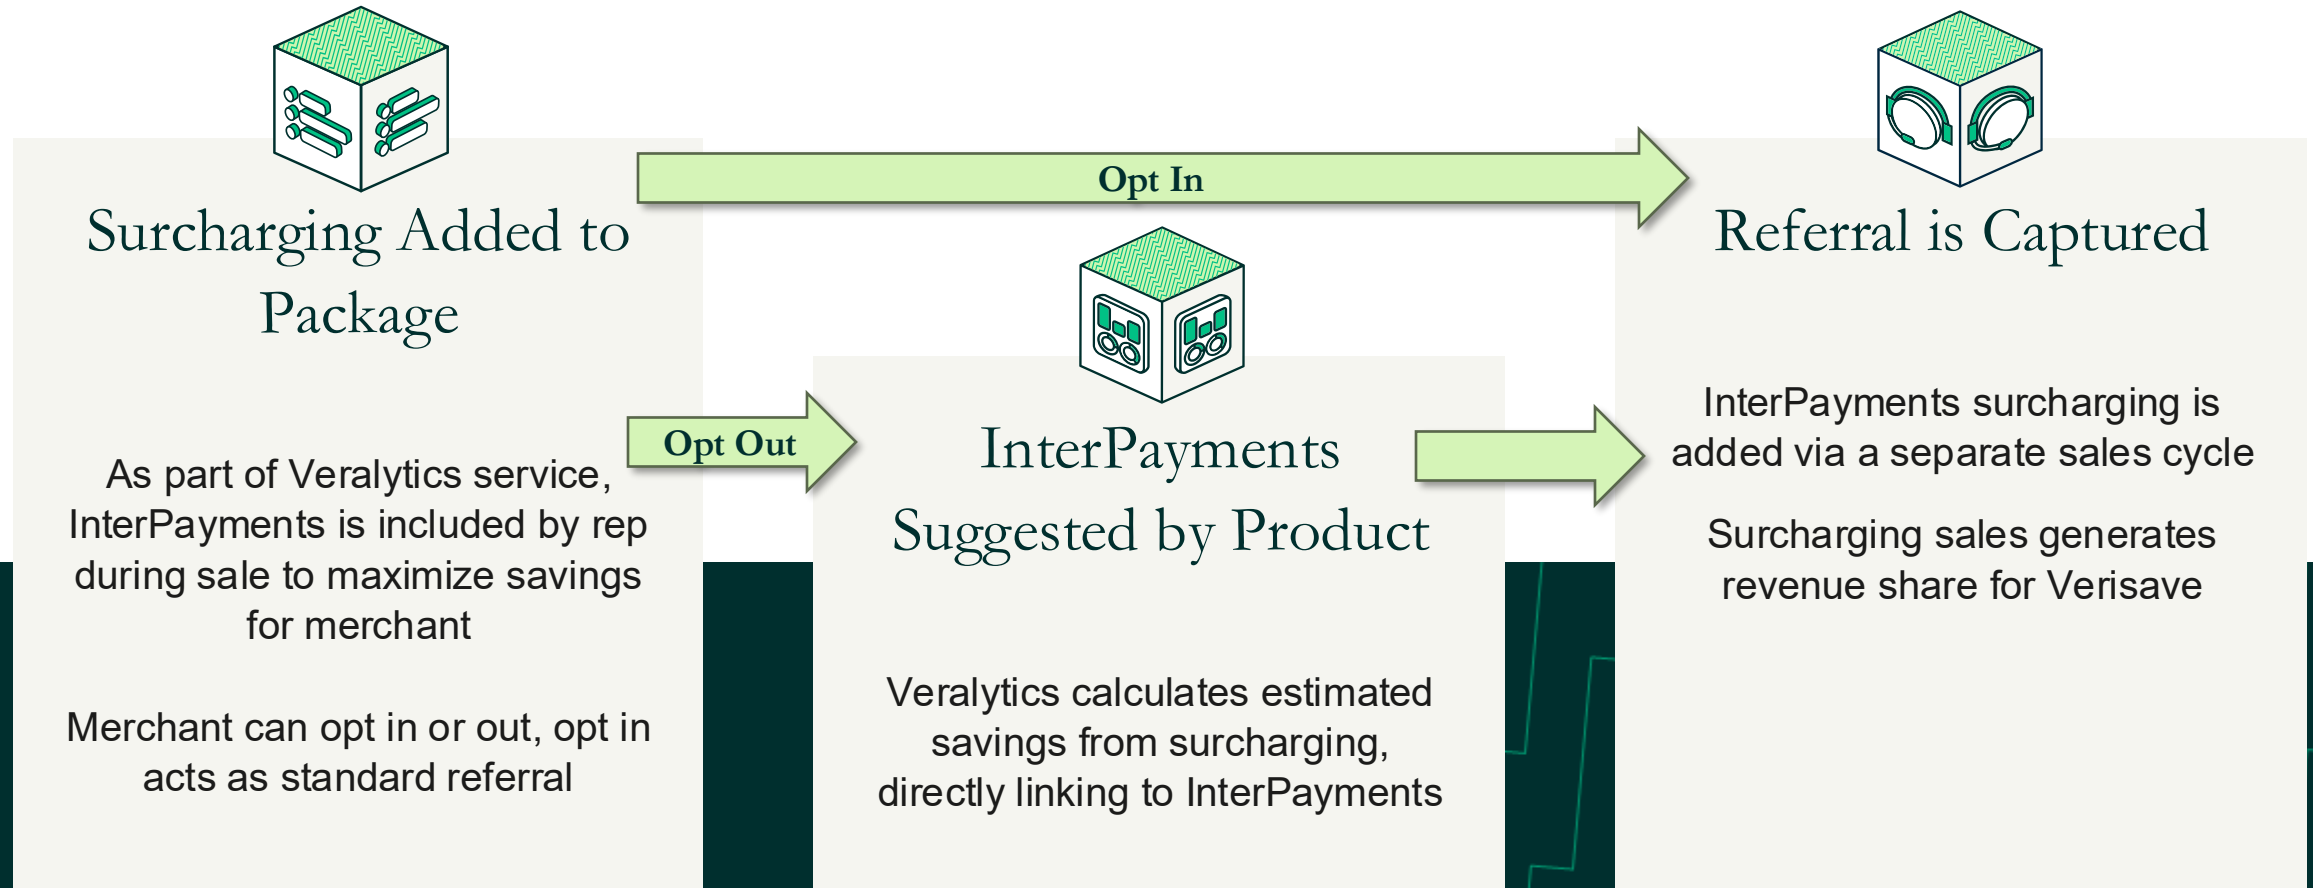 Surcharging Added to
Package
As part of Veralytics service,
InterPayments is included by rep
during sale to maximize savings
for merchant
Merchant can opt in or out, opt in
acts as standard referral
Opt In
Opt Out
InterPayments
Suggested by Product
Veralytics calculates estimated
savings from surcharging,
directly linking to InterPayments
Referral is Captured
InterPayments surcharging is
added via a separate sales cycle
Surcharging sales generates
revenue share for Verisave